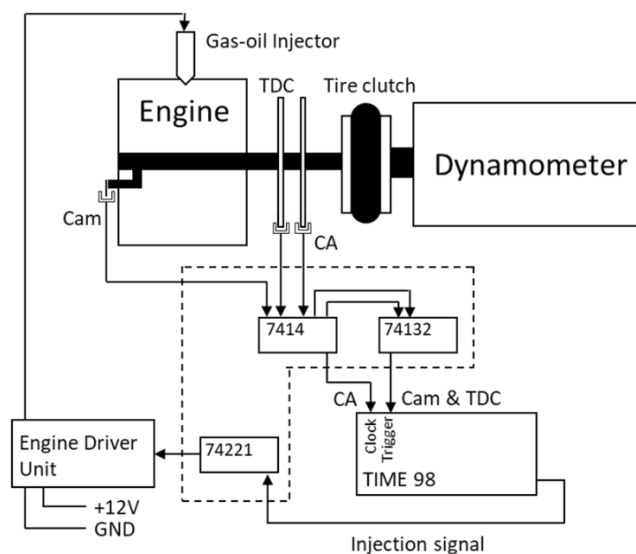 Gas-oil Injector
TDC
Tire clutch
Engine
Dynamometer
Cam
CA
7414
74132
CA
Cam & TDC
Clock
Trigger
TIME 98
Engine Driver
Unit
74221
+12V
GND
Injection signal